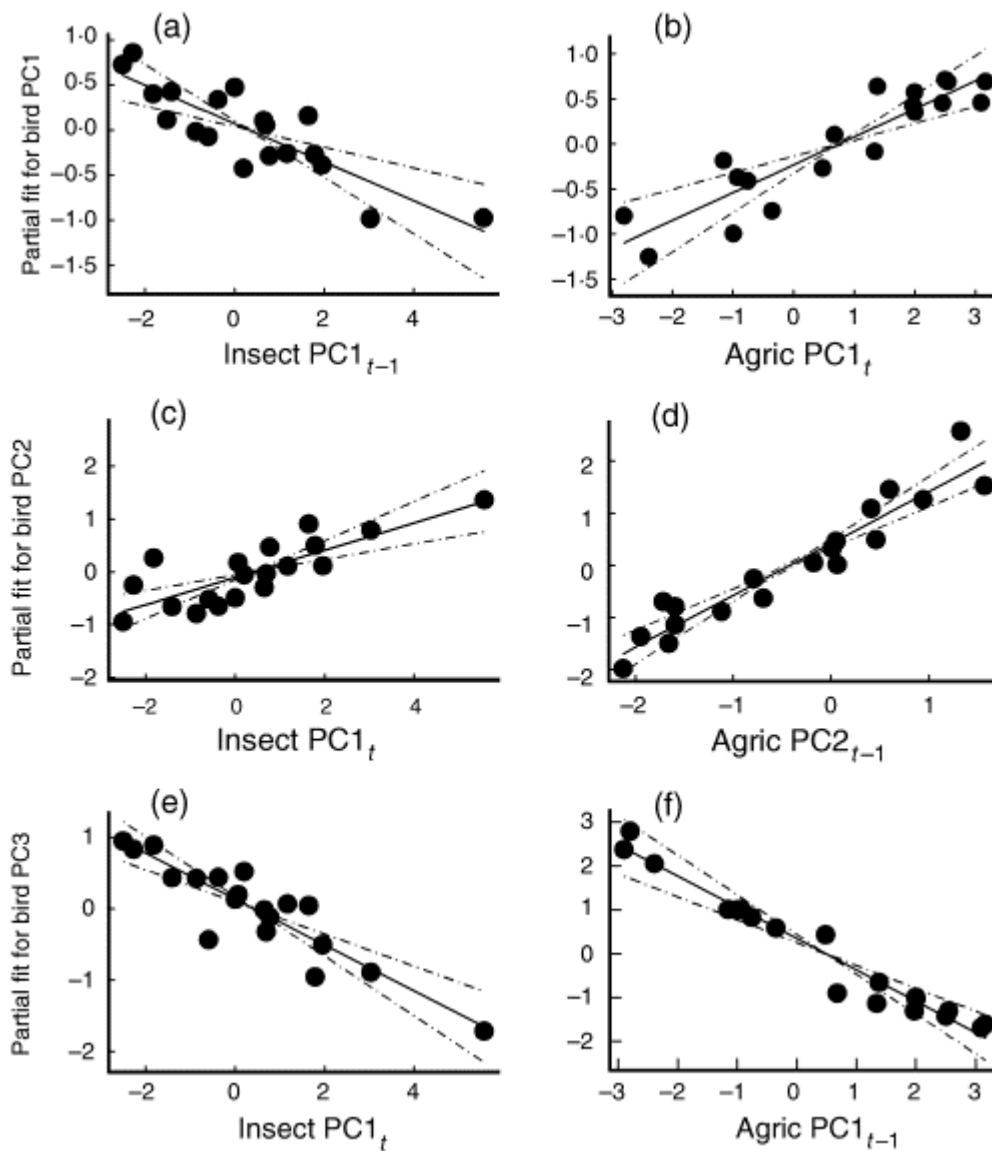 (a)
Partial fit for bird PC1
1·0
0·5
0·0
−0·5
−1·0
−1·5
−2 0 2 4
Insect PC1t−1
(b)
1·0
0·5
0·0
−0·5
−1·0
−1·5
−3 −2 −1 0 1 2 3
Agric PC1t
(c)
Partial fit for bird PC2
2
1
0
−1
−2
−2 0 2 4
Insect PC1t
(d)
2
1
0
−1
−2
−2 −1 0 1
Agric PC2t−1
(e)
Partial fit for bird PC3
1
0
−1
−2
−2 0 2 4
Insect PC1t
(f)
3
2
1
0
−1
−2
−3 −2 −1 0 1 2 3
Agric PC1t−1